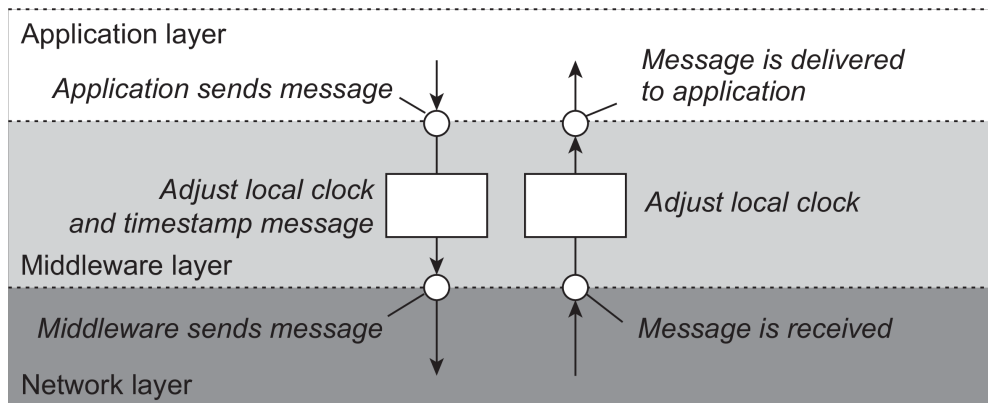 Application layer
Application sends message
Message is delivered
to application
Adjust local clock
and timestamp message
Adjust local clock
Middleware layer
Middleware sends message
Message is received
Network layer